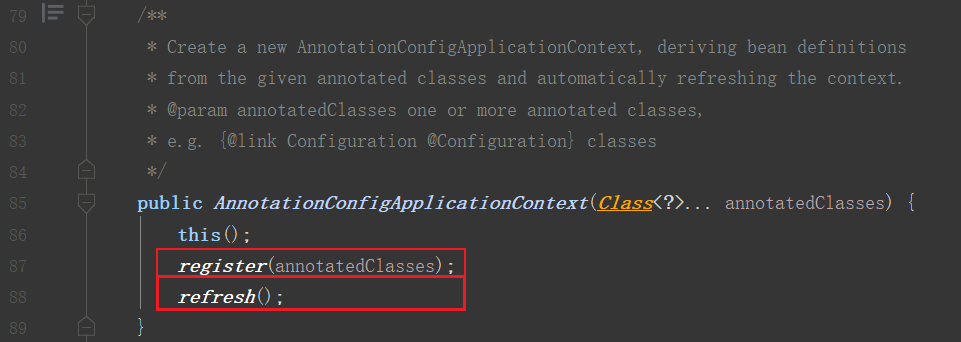 79 /**
80 * Create a new AnnotationConfigApplicationContext, deriving bean definitions
81 * from the given annotated classes and automatically refreshing the context.
82 * @param annotatedClasses one or more annotated classes,
83 * e.g. {@link Configuration @Configuration} classes
84 */
85 public AnnotationConfigApplicationContext(Class<?>... annotatedClasses) {
86 this();
87 register(annotatedClasses);
88 refresh();
89 }